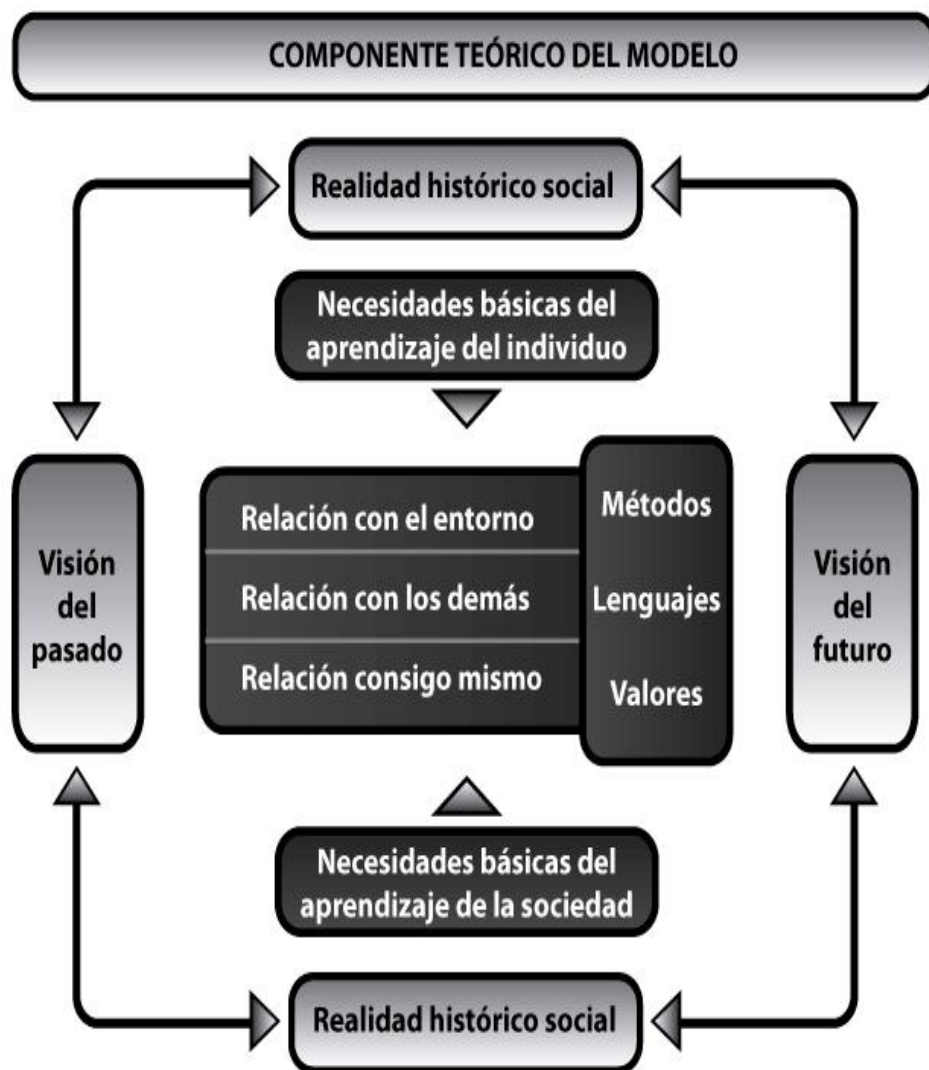 COMPONENTE TEÓRICO DEL MODELO
Realidad histórico social
Necesidades básicas del
aprendizaje del individuo
Visión
del
pasado
Relación con el entorno
Relación con los demás
Relación consigo mismo
Métodos
Lenguajes
Valores
Visión
del
futuro
Necesidades básicas del
aprendizaje de la sociedad
Realidad histórico social